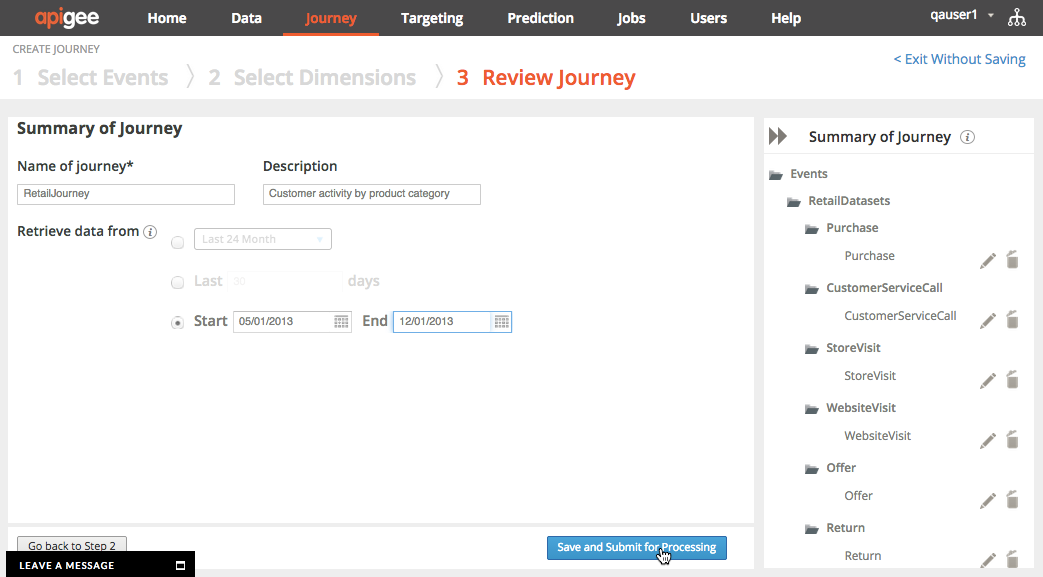 apigee Home Data Journey Targeting Prediction Jobs Users Help qauser1
CREATE JOURNEY
1 Select Events 2 Select Dimensions 3 Review Journey
< Exit Without Saving
Summary of Journey
Name of journey* Description
RetailJourney Customer activity by product category
Retrieve data from i
Last 24 Month
Last 30 days
Start 05/01/2013 End 12/01/2013
Go back to Step 2
Save and Submit for Processing
LEAVE A MESSAGE
Summary of Journey i
Events
RetailDatasets
Purchase
Purchase
CustomerServiceCall
CustomerServiceCall
StoreVisit
StoreVisit
WebsiteVisit
WebsiteVisit
Offer
Offer
Return
Return